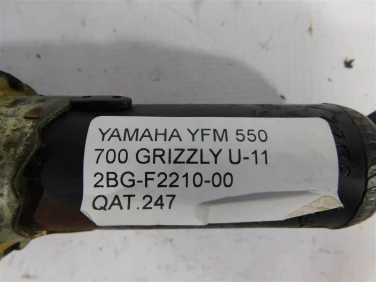 YAMAHA YFM 550
700 GRIZZLY U-11
2BG-F2210-00
QAT.247